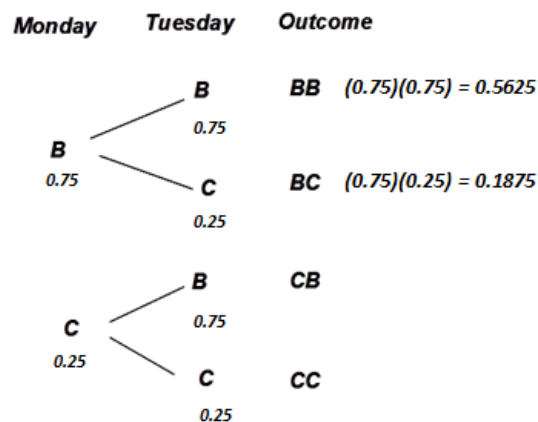 Monday Tuesday Outcome
B BB (0.75)(0.75) = 0.5625
0.75
B
0.75
C BC (0.75)(0.25) = 0.1875
0.25
B CB
0.75
C
0.25
C CC
0.25